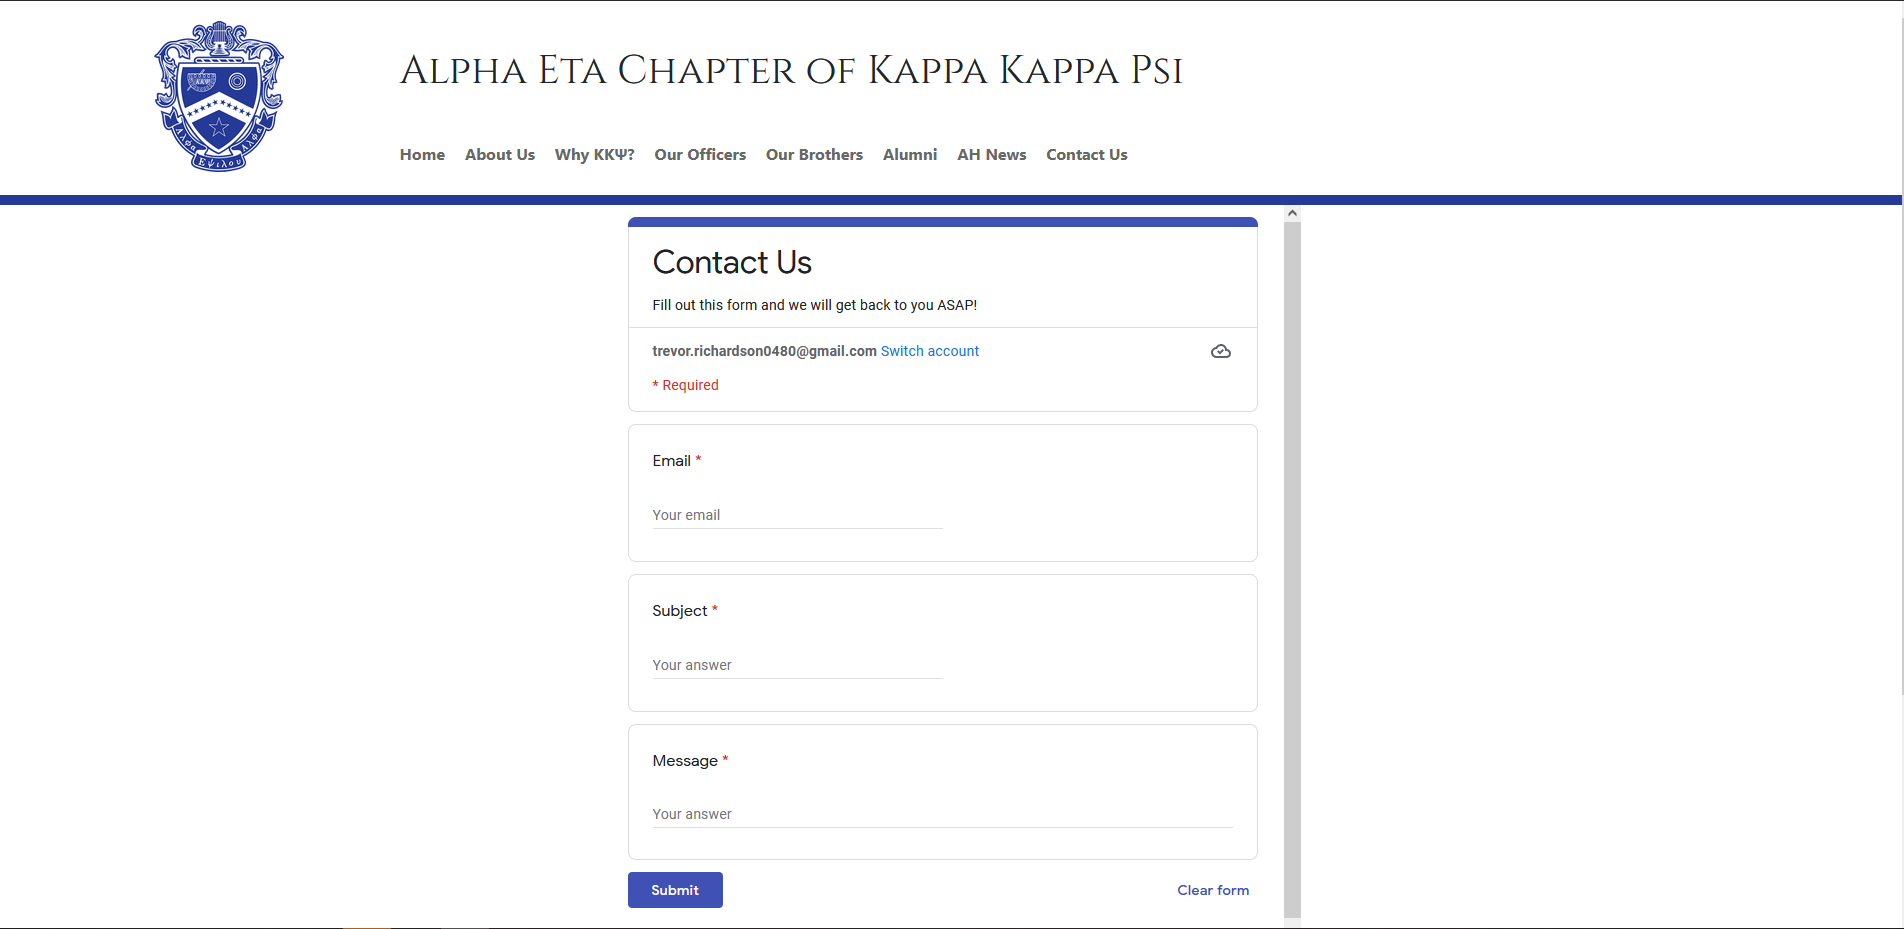 Alpha Eta Chapter of Kappa Kappa Psi
Home About Us Why ΚΚΨ? Our Officers Our Brothers Alumni AH News Contact Us
Contact Us
Fill out this form and we will get back to you ASAP!
trevor.richardson0480@gmail.com Switch account
* Required
Email *
Your email
Subject *
Your answer
Message *
Your answer
Submit Clear form